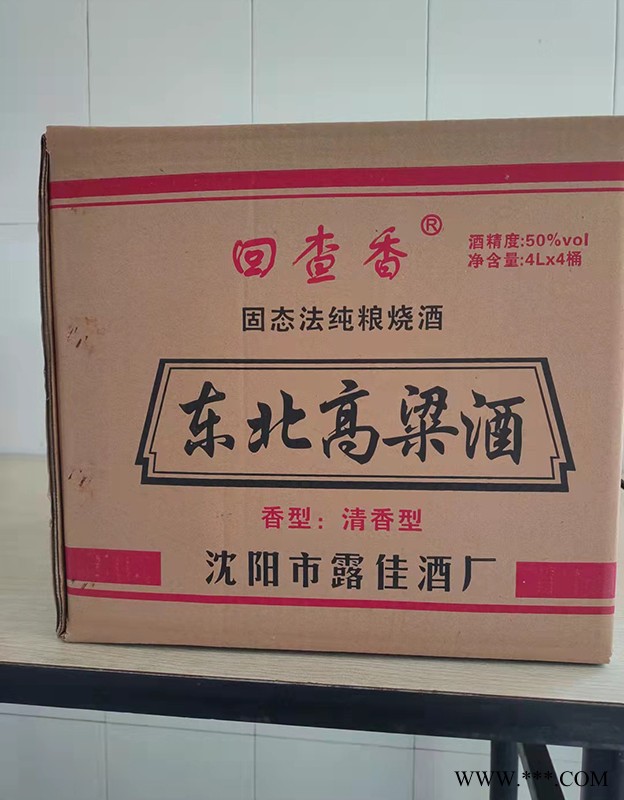 回查香®
酒精度:50%vol
净含量:4Lx4桶
固态法纯粮烧酒
东北高粱酒
香型：清香型
沈阳市露佳酒厂
WWW.***.COM